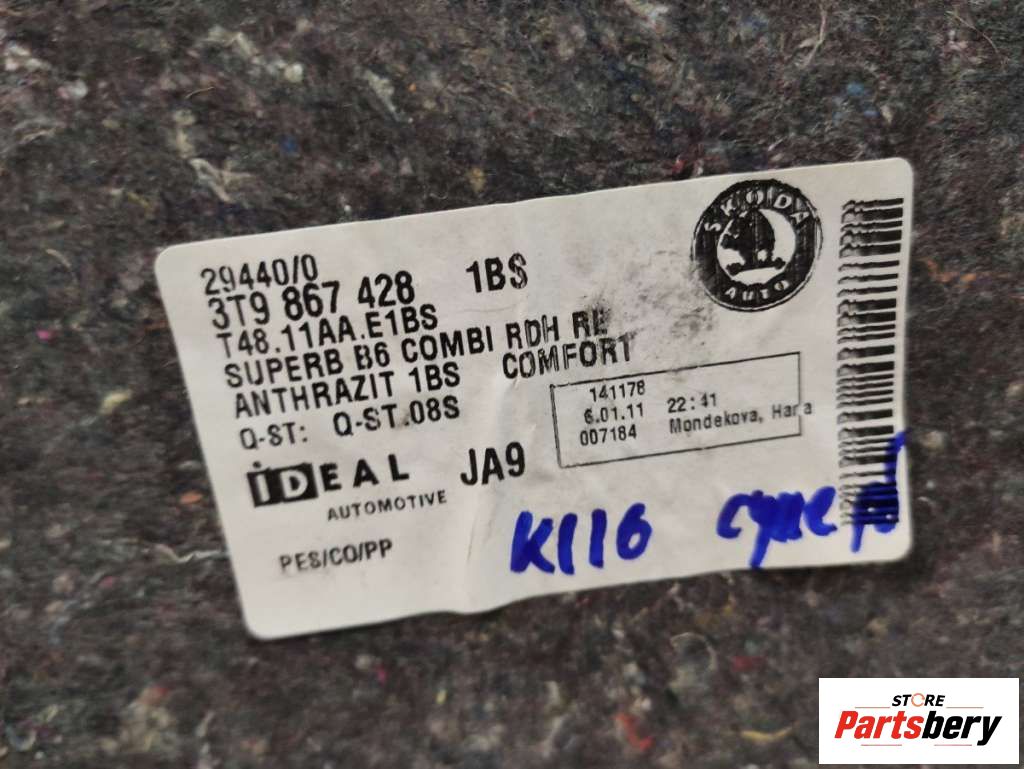 29440/0
3T9 867 428 1BS
T48.11AA.E1BS
SUPERB B6 COMBI RDH RE
ANTHRAZIT 1BS COMFORT
Q-ST: Q-ST.08S
ŠKODA
AUTO
141178
6.01.11 22:41
007184 Mondekova, Hana
iDEAL JA9
AUTOMOTIVE
PES/CO/PP
K116
STORE
Partsbery